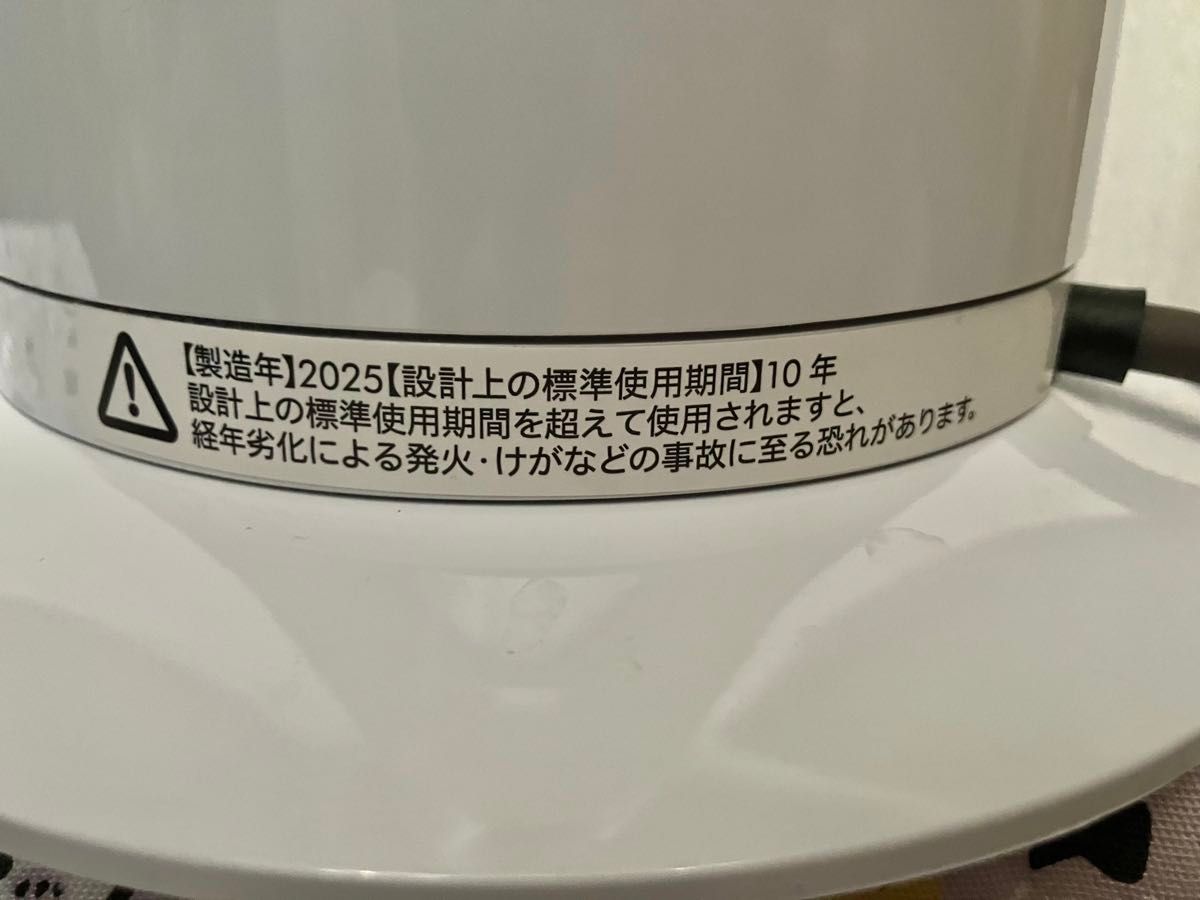 【製造年】2025【設計上の標準使用期間】10 年
設計上の標準使用期間を超えて使用されますと、
経年劣化による発火・けがなどの事故に至る恐れがあります。